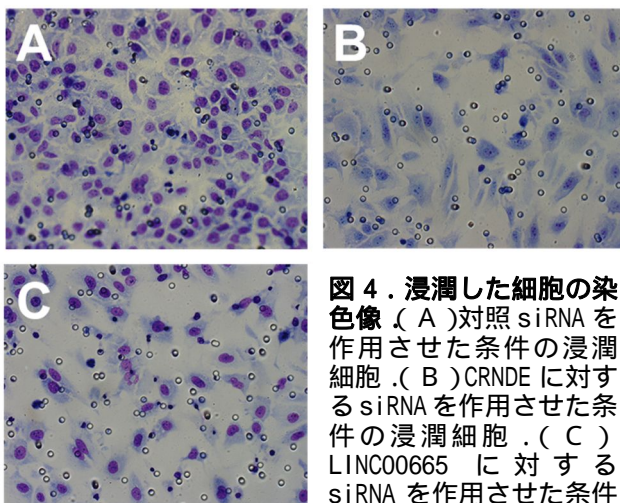 A
B
C
図 4 . 浸潤した細胞の染
色像 .( A )対照 siRNA を
作用させた条件の浸潤
細胞 .( B )CRNDE に対す
る siRNA を作用させた条
件の浸潤細胞 .( C )
LINC00665 に対する
siRNA を作用させた条件